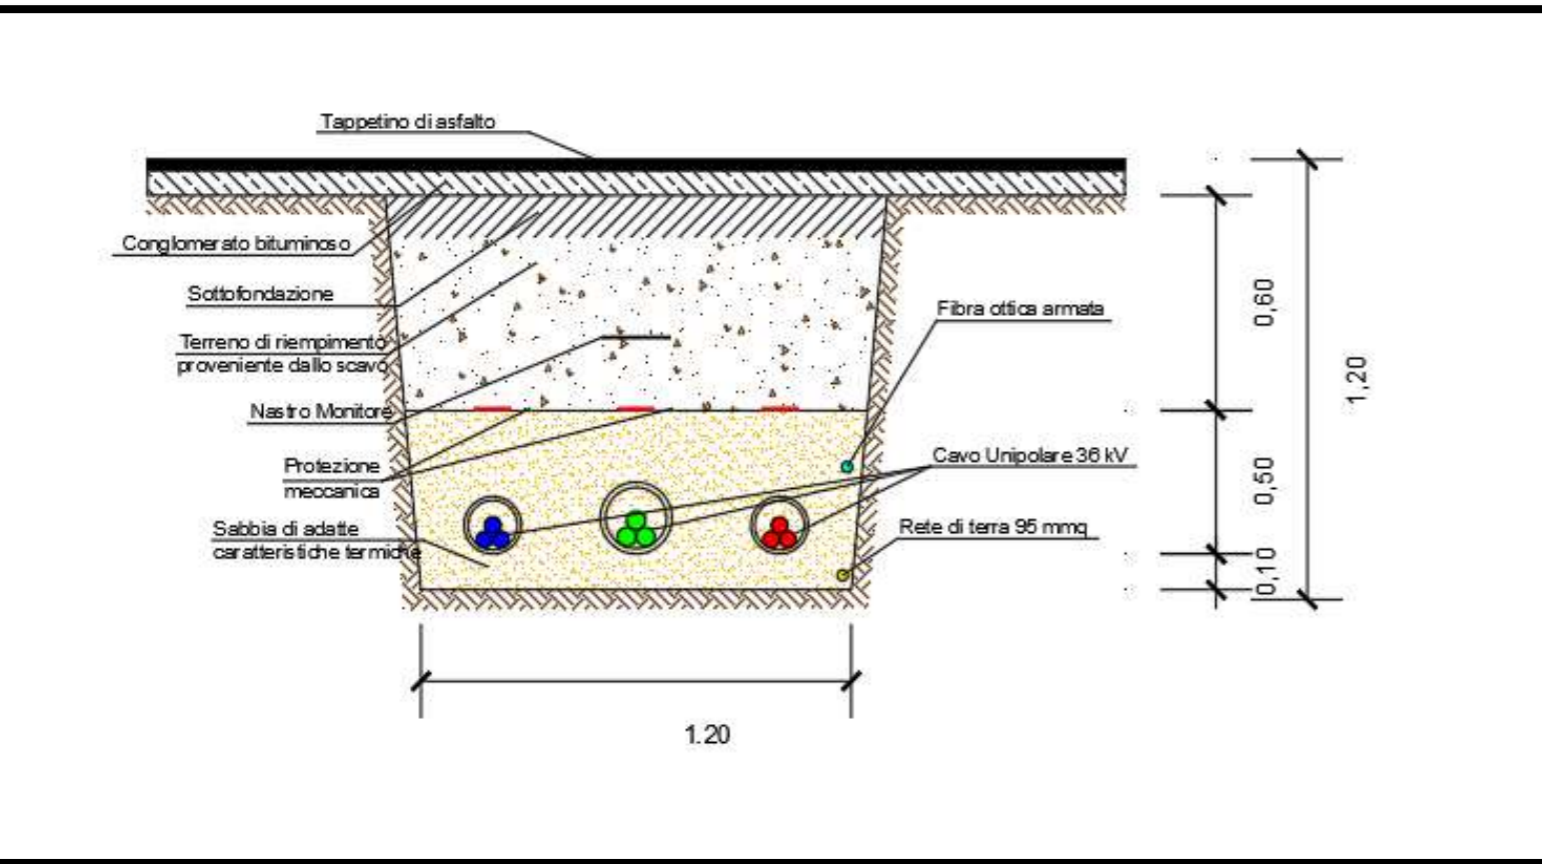 Tappetino di asfalto
Conglomerato bituminoso
Sottofondazione
Terreno di riempimento
proveniente dallo scavo
Nastro Monitore
Protezione
meccanica
Sabbia di adatte
caratteristiche termiche
Fibra ottica armata
Cavo Unipolare 36 kV
Rete di terra 95 mmq
0,60
0,50
0,10
1,20
1.20